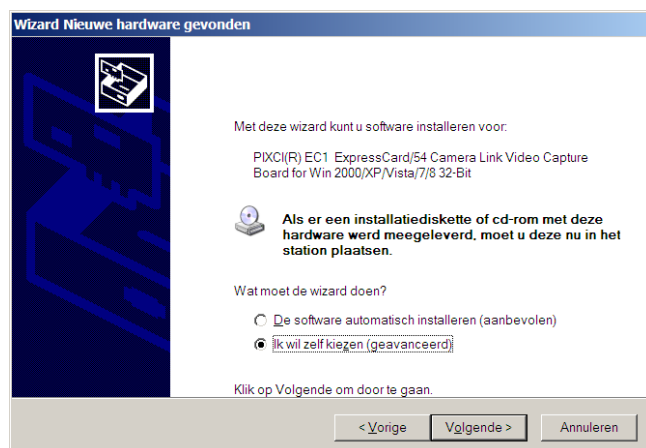 Wizard Nieuwe hardware gevonden
Met deze wizard kunt u software installeren voor:
PIXCI(R) EC1 ExpressCard/54 Camera Link Video Capture
Board for Win 2000/XP/Vista/7/8 32-Bit
Als er een installatiediskette of cd-rom met deze
hardware werd meegeleverd, moet u deze nu in het
station plaatsen.
Wat moet de wizard doen?
De software automatisch installeren (aanbevolen)
Ik wil zelf kiezen (geavanceerd)
Klik op Volgende om door te gaan.
< Vorige
Volgende >
Annuleren